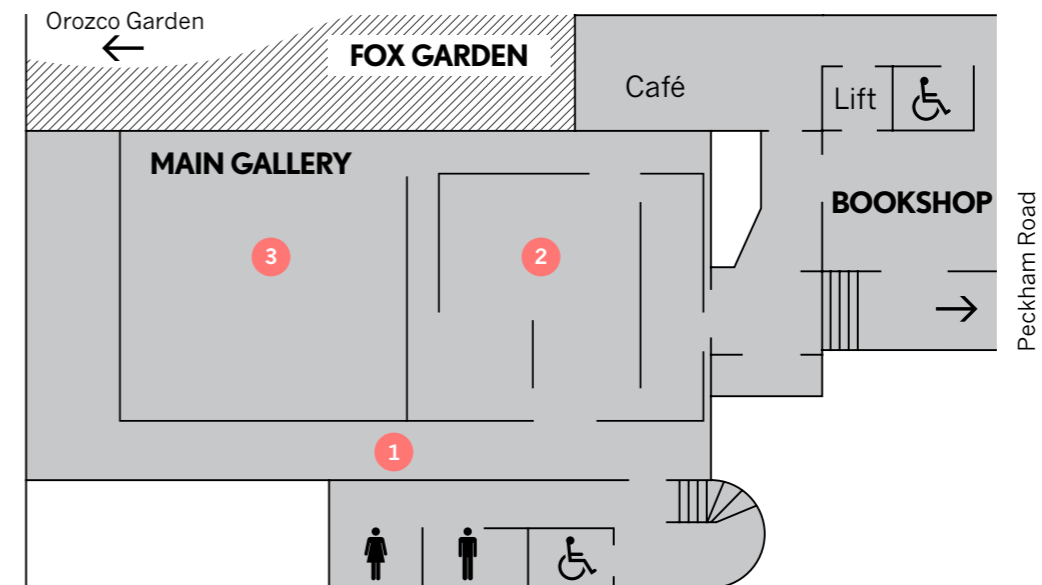 Orozco Garden
FOX GARDEN
Café
Lift
MAIN GALLERY
BOOKSHOP
Peckham Road
3
2
1